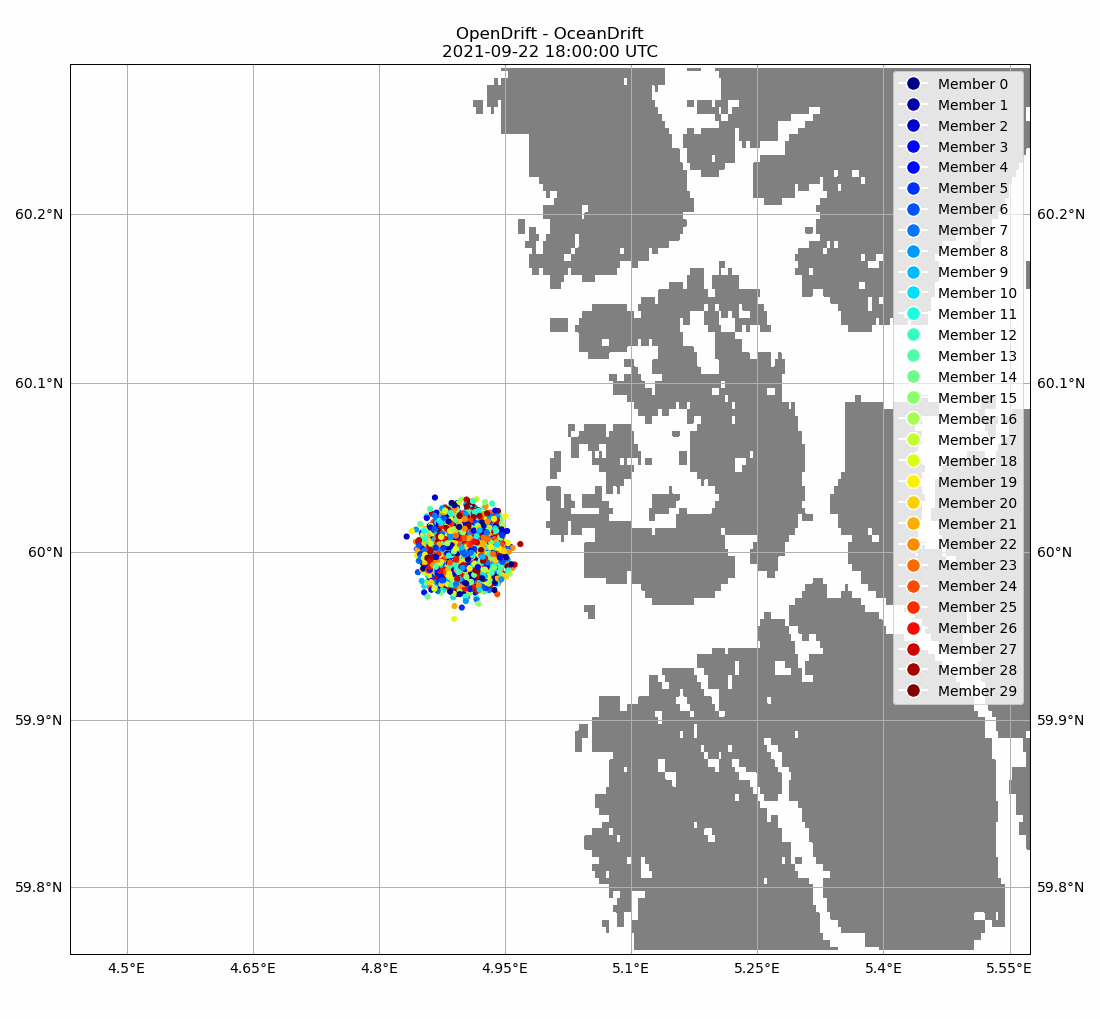 OpenDrift - OceanDrift
2021-09-22 18:00:00 UTC
Member 0
Member 1
Member 2
Member 3
Member 4
Member 5
Member 6
Member 7
Member 8
Member 9
Member 10
Member 11
Member 12
Member 13
Member 14
Member 15
Member 16
Member 17
Member 18
Member 19
Member 20
Member 21
Member 22
Member 23
Member 24
Member 25
Member 26
Member 27
Member 28
Member 29
60.2°N
60.2°N
60.1°N
60.1°N
60°N
60°N
59.9°N
59.9°N
59.8°N
59.8°N
4.5°E 4.65°E 4.8°E 4.95°E 5.1°E 5.25°E 5.4°E 5.55°E